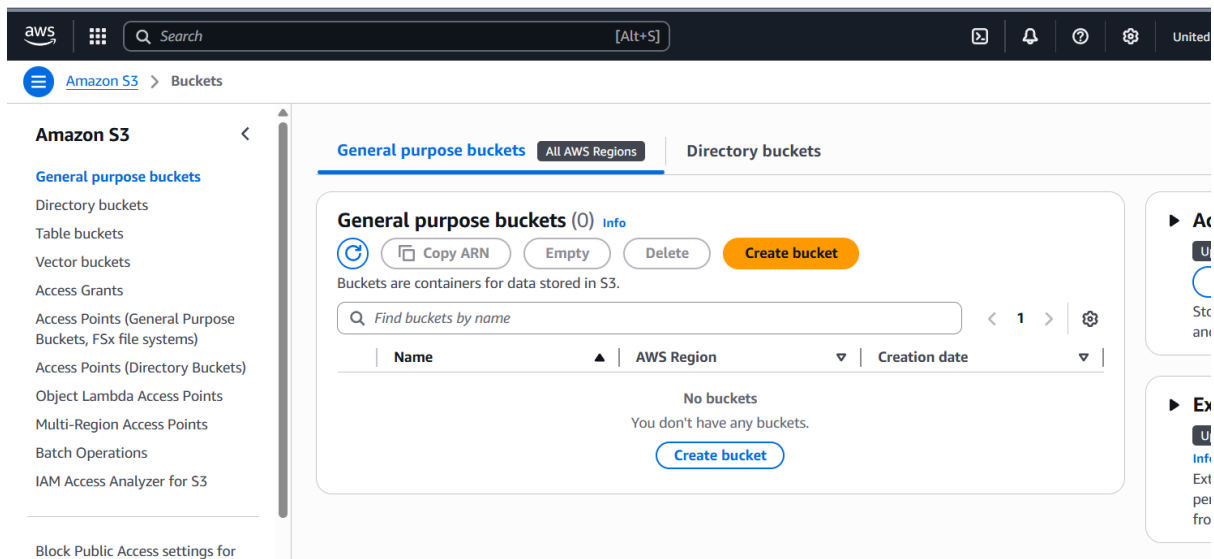 aws
Search [Alt+S]
United
Amazon S3 > Buckets
Amazon S3
General purpose buckets
Directory buckets
Table buckets
Vector buckets
Access Grants
Access Points (General Purpose
Buckets, FSx file systems)
Access Points (Directory Buckets)
Object Lambda Access Points
Multi-Region Access Points
Batch Operations
IAM Access Analyzer for S3
Block Public Access settings for
General purpose buckets All AWS Regions Directory buckets
General purpose buckets (0) Info
Copy ARN Empty Delete Create bucket
Buckets are containers for data stored in S3.
Find buckets by name
1
Name AWS Region Creation date
No buckets
You don't have any buckets.
Create bucket